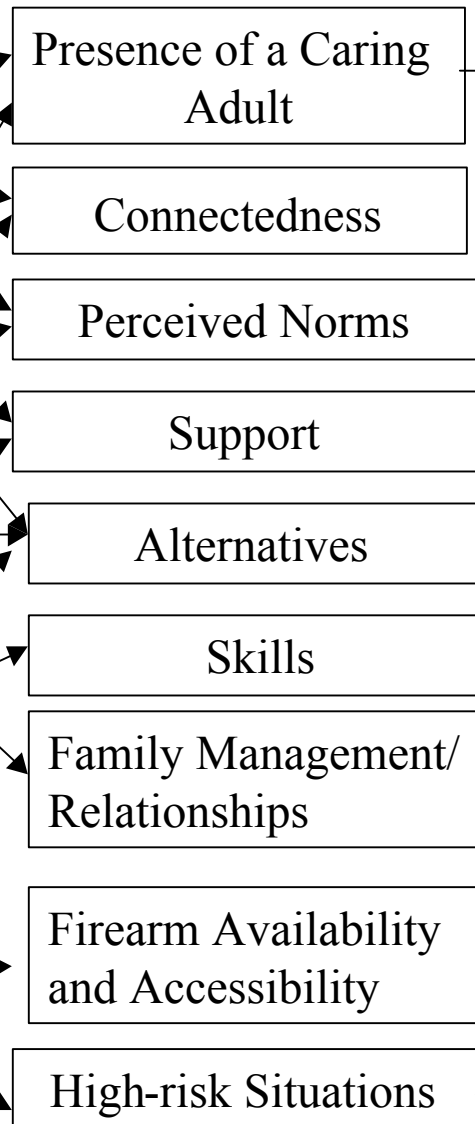 Presence of a Caring
Adult
Connectedness
Perceived Norms
Support
Alternatives
Skills
Family Management/
Relationships
Firearm Availability
and Accessibility
High-risk Situations